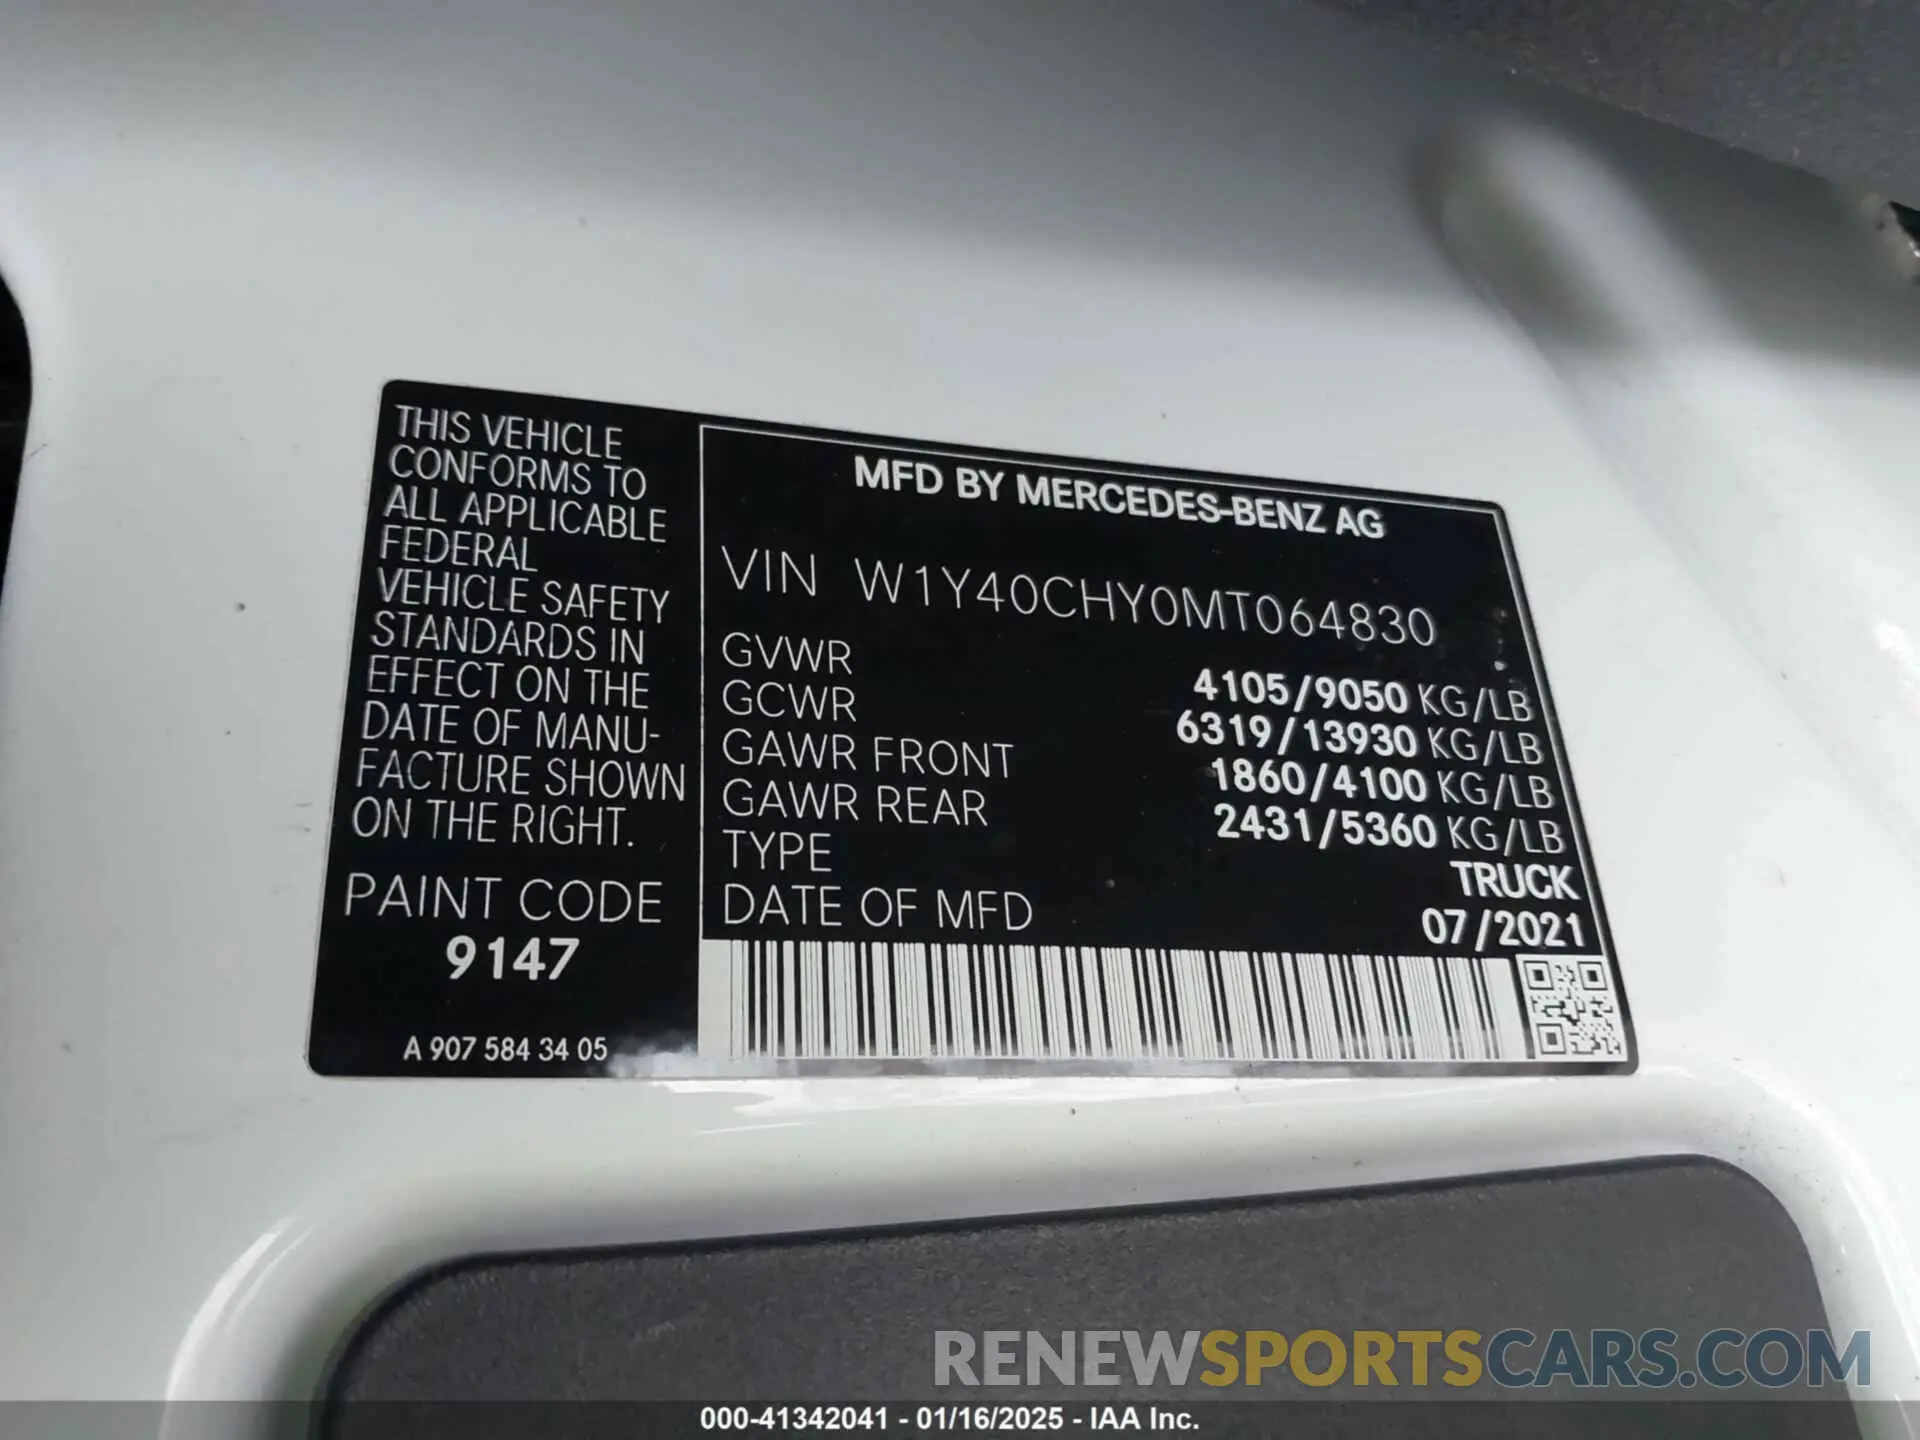 THIS VEHICLE
CONFORMS TO
ALL APPLICABLE
FEDERAL
VEHICLE SAFETY
STANDARDS IN
EFFECT ON THE
DATE OF MANU-
FACTURE SHOWN
ON THE RIGHT.
PAINT CODE
9147
A 907 584 34 05
MFD BY MERCEDES-BENZ AG
VIN W1Y40CHY0MT064830
GVWR 4105/9050 KG/LB
GCWR 6319/13930 KG/LB
GAWR FRONT 1860/4100 KG/LB
GAWR REAR 2431/5360 KG/LB
TYPE TRUCK
DATE OF MFD 07/2021
RENEWSPORTSCARS.COM
000-41342041 - 01/16/2025 - IAA Inc.